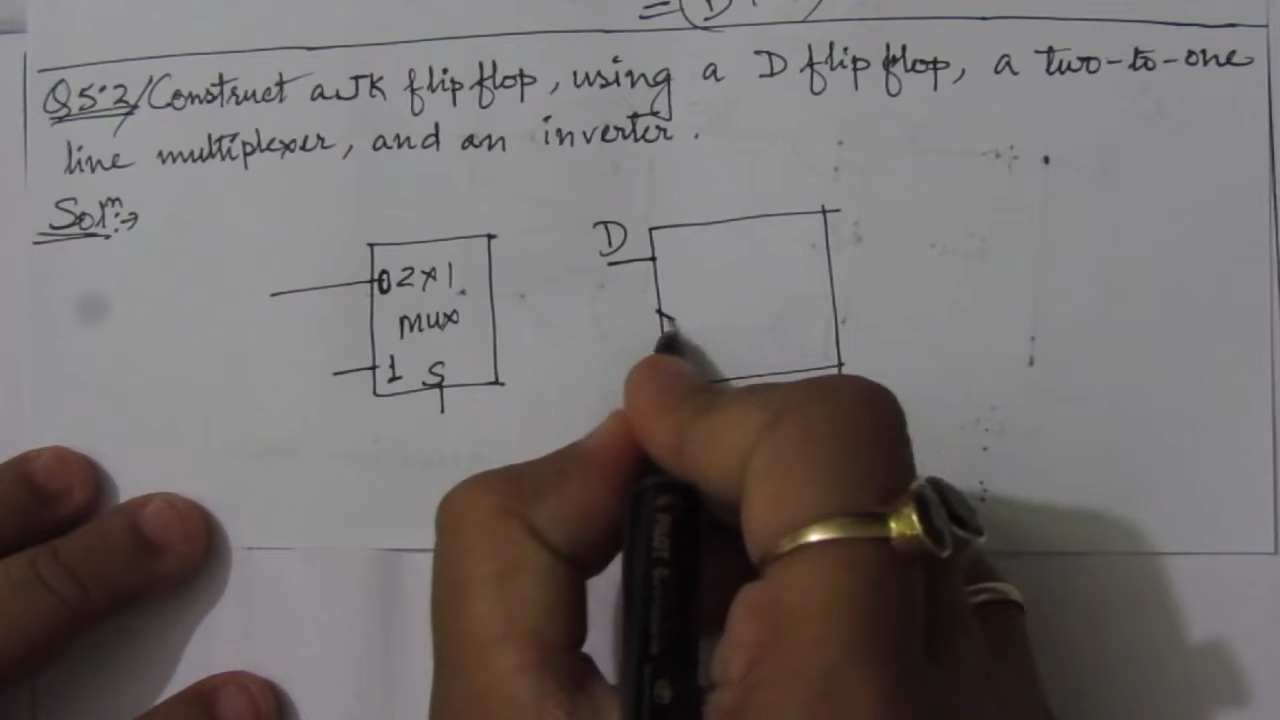 Q5.2/ Construct a JK flip flop, using a D flip flop, a two-to-one
line multiplexer, and an inverter.
Solⁿ:→
D
0 2x1
MUX
1 S